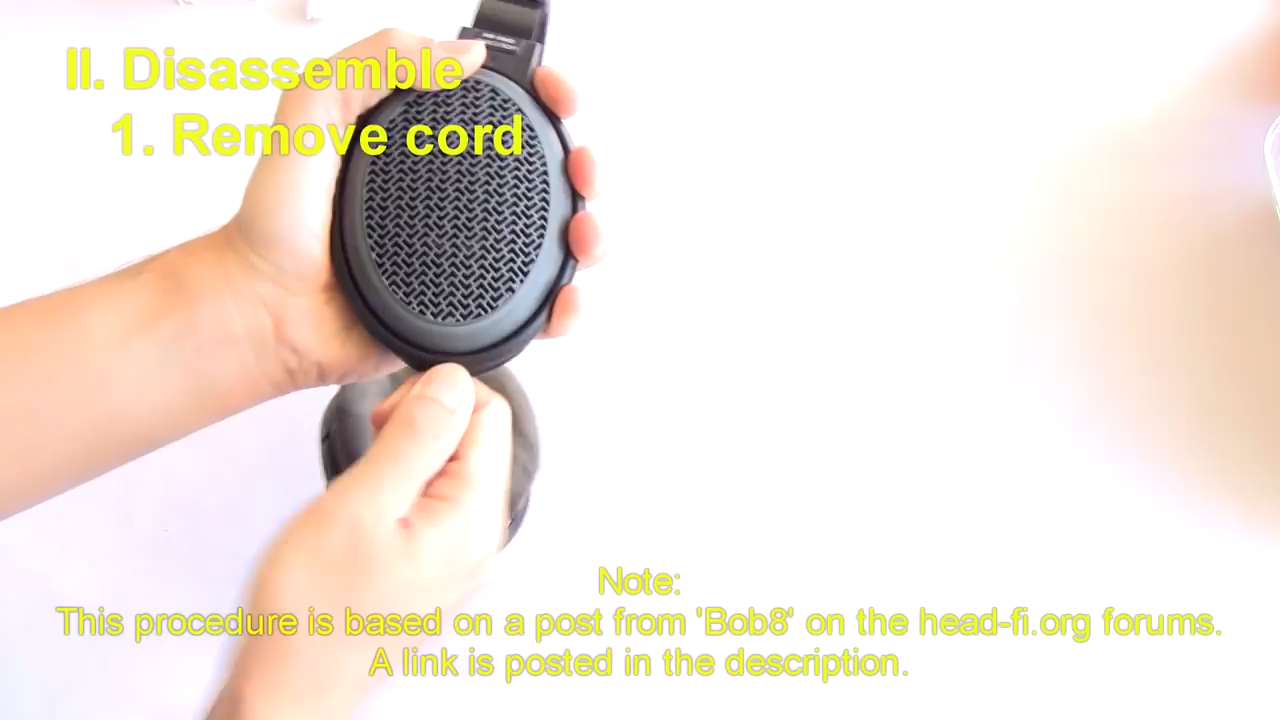 II. Disassemble
1. Remove cord
Note:
This procedure is based on a post from 'Bob8' on the head-fi.org forums.
A link is posted in the description.